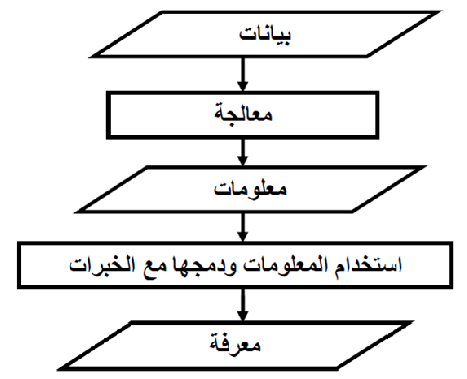 بيانات
معالجة
معلومات
استخدام المعلومات ودمجها مع الخبرات
معرفة